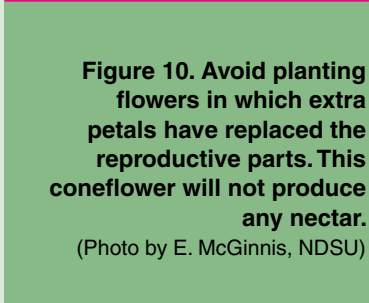 Figure 10. Avoid planting
flowers in which extra
petals have replaced the
reproductive parts. This
coneflower will not produce
any nectar.
(Photo by E. McGinnis, NDSU)